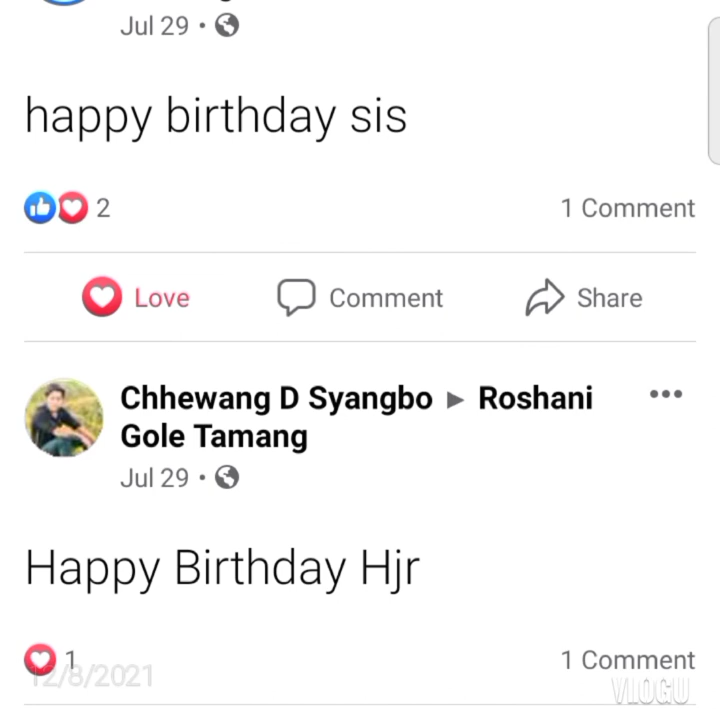 Jul 29 •
happy birthday sis
2 1 Comment
Love Comment Share
Chhewang D Syangbo ▸ Roshani
Gole Tamang
Jul 29 •
Happy Birthday Hjr
1 1 Comment
12/8/2021
VLOGU